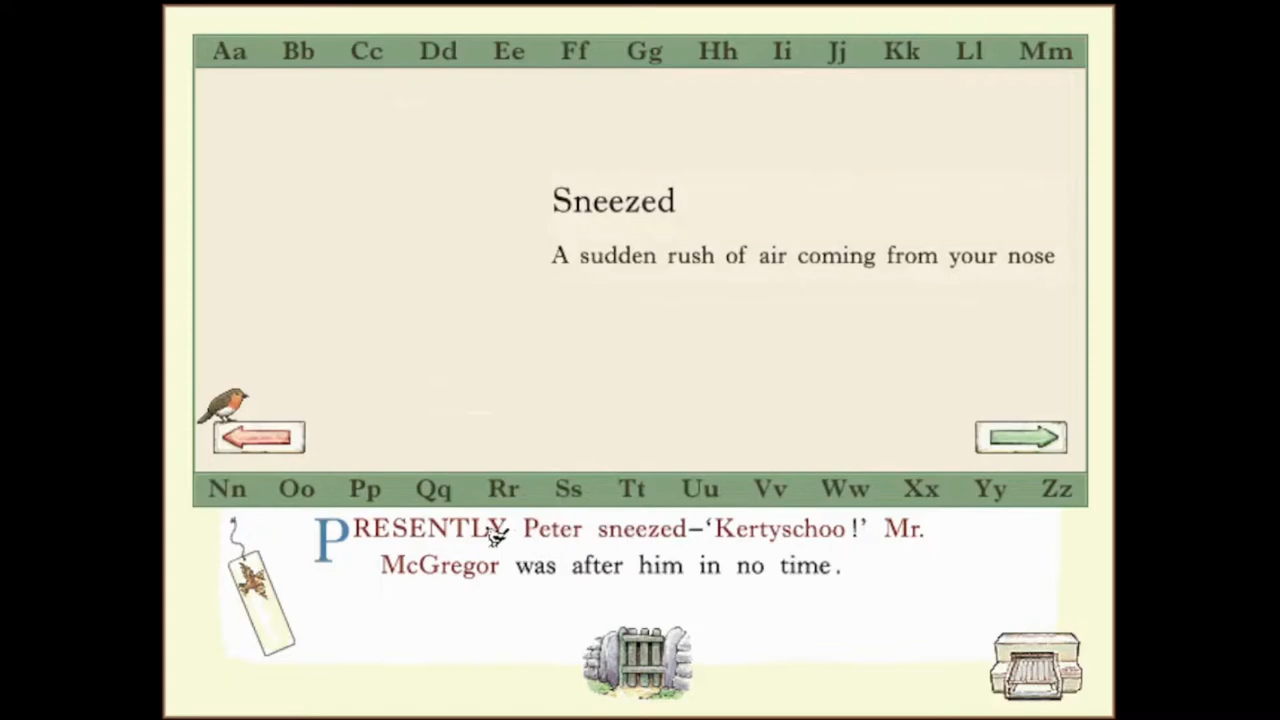 Aa Bb Cc Dd Ee Ff Gg Hh Ii Jj Kk Ll Mm
Sneezed
A sudden rush of air coming from your nose
Nn Oo Pp Qq Rr Ss Tt Uu Vv Ww Xx Yy Zz
PRESENTLY Peter sneezed–‘Kertyschoo!’ Mr.
McGregor was after him in no time.